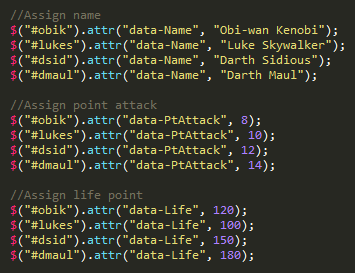 //Assign name
$("#obik").attr("data-Name", "Obi-wan Kenobi");
$("#lukes").attr("data-Name", "Luke Skywalker");
$("#dsid").attr("data-Name", "Darth Sidious");
$("#dmaul").attr("data-Name", "Darth Maul");
//Assign point attack
$("#obik").attr("data-PtAttack", 8);
$("#lukes").attr("data-PtAttack", 10);
$("#dsid").attr("data-PtAttack", 12);
$("#dmaul").attr("data-PtAttack", 14);
//Assign life point
$("#obik").attr("data-Life", 120);
$("#lukes").attr("data-Life", 100);
$("#dsid").attr("data-Life", 150);
$("#dmaul").attr("data-Life", 180);